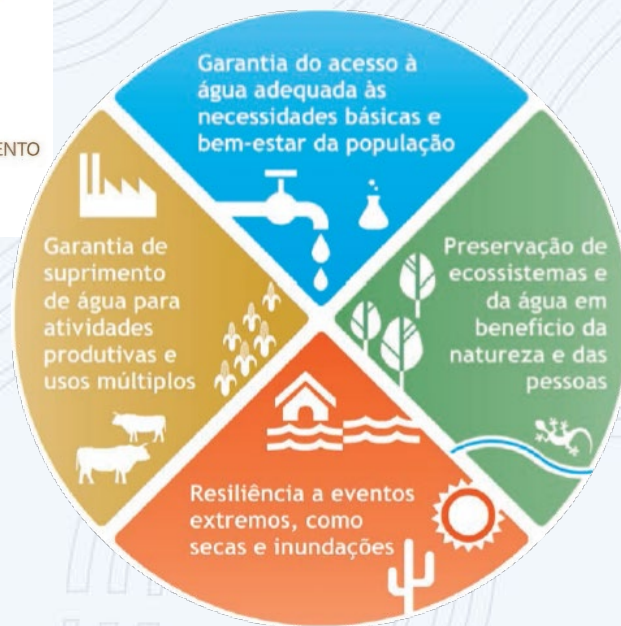 ENTO
Garantia do acesso à
água adequada às
necessidades básicas e
bem-estar da população
Garantia de
suprimento
de água para
atividades
produtivas e
usos múltiplos
Preservação de
ecossistemas e
da água em
benefício da
natureza e das
pessoas
Resiliência a eventos
extremos, como
secas e inundações